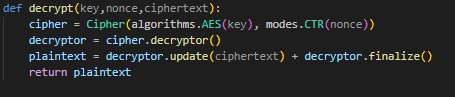 def decrypt(key,nonce,ciphertext):
    cipher = Cipher(algorithms.AES(key), modes.CTR(nonce))
    decryptor = cipher.decryptor()
    plaintext = decryptor.update(ciphertext) + decryptor.finalize()
    return plaintext